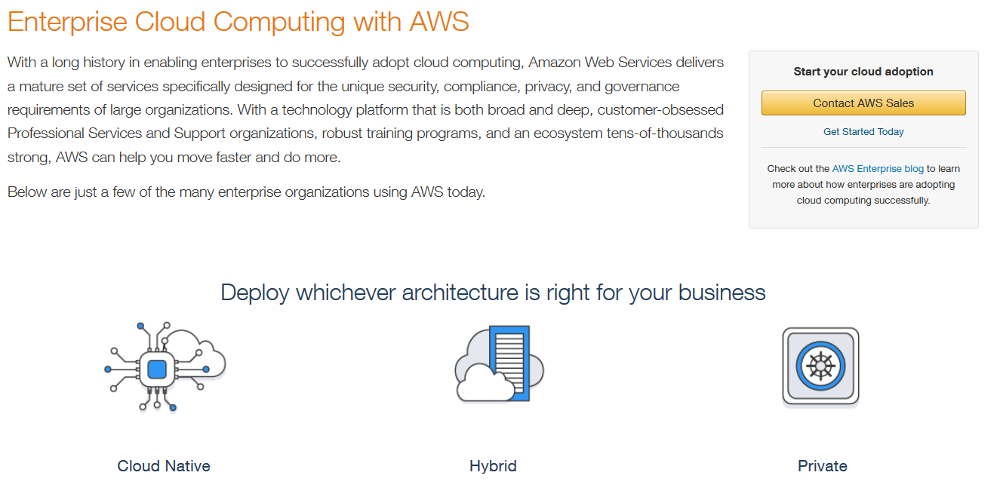 Enterprise Cloud Computing with AWS
With a long history in enabling enterprises to successfully adopt cloud computing, Amazon Web Services delivers
a mature set of services specifically designed for the unique security, compliance, privacy, and governance
requirements of large organizations. With a technology platform that is both broad and deep, customer-obsessed
Professional Services and Support organizations, robust training programs, and an ecosystem tens-of-thousands
strong, AWS can help you move faster and do more.
Below are just a few of the many enterprise organizations using AWS today.
Start your cloud adoption
Contact AWS Sales
Get Started Today
Check out the AWS Enterprise blog to learn
more about how enterprises are adopting
cloud computing successfully.
Deploy whichever architecture is right for your business
Cloud Native
Hybrid
Private